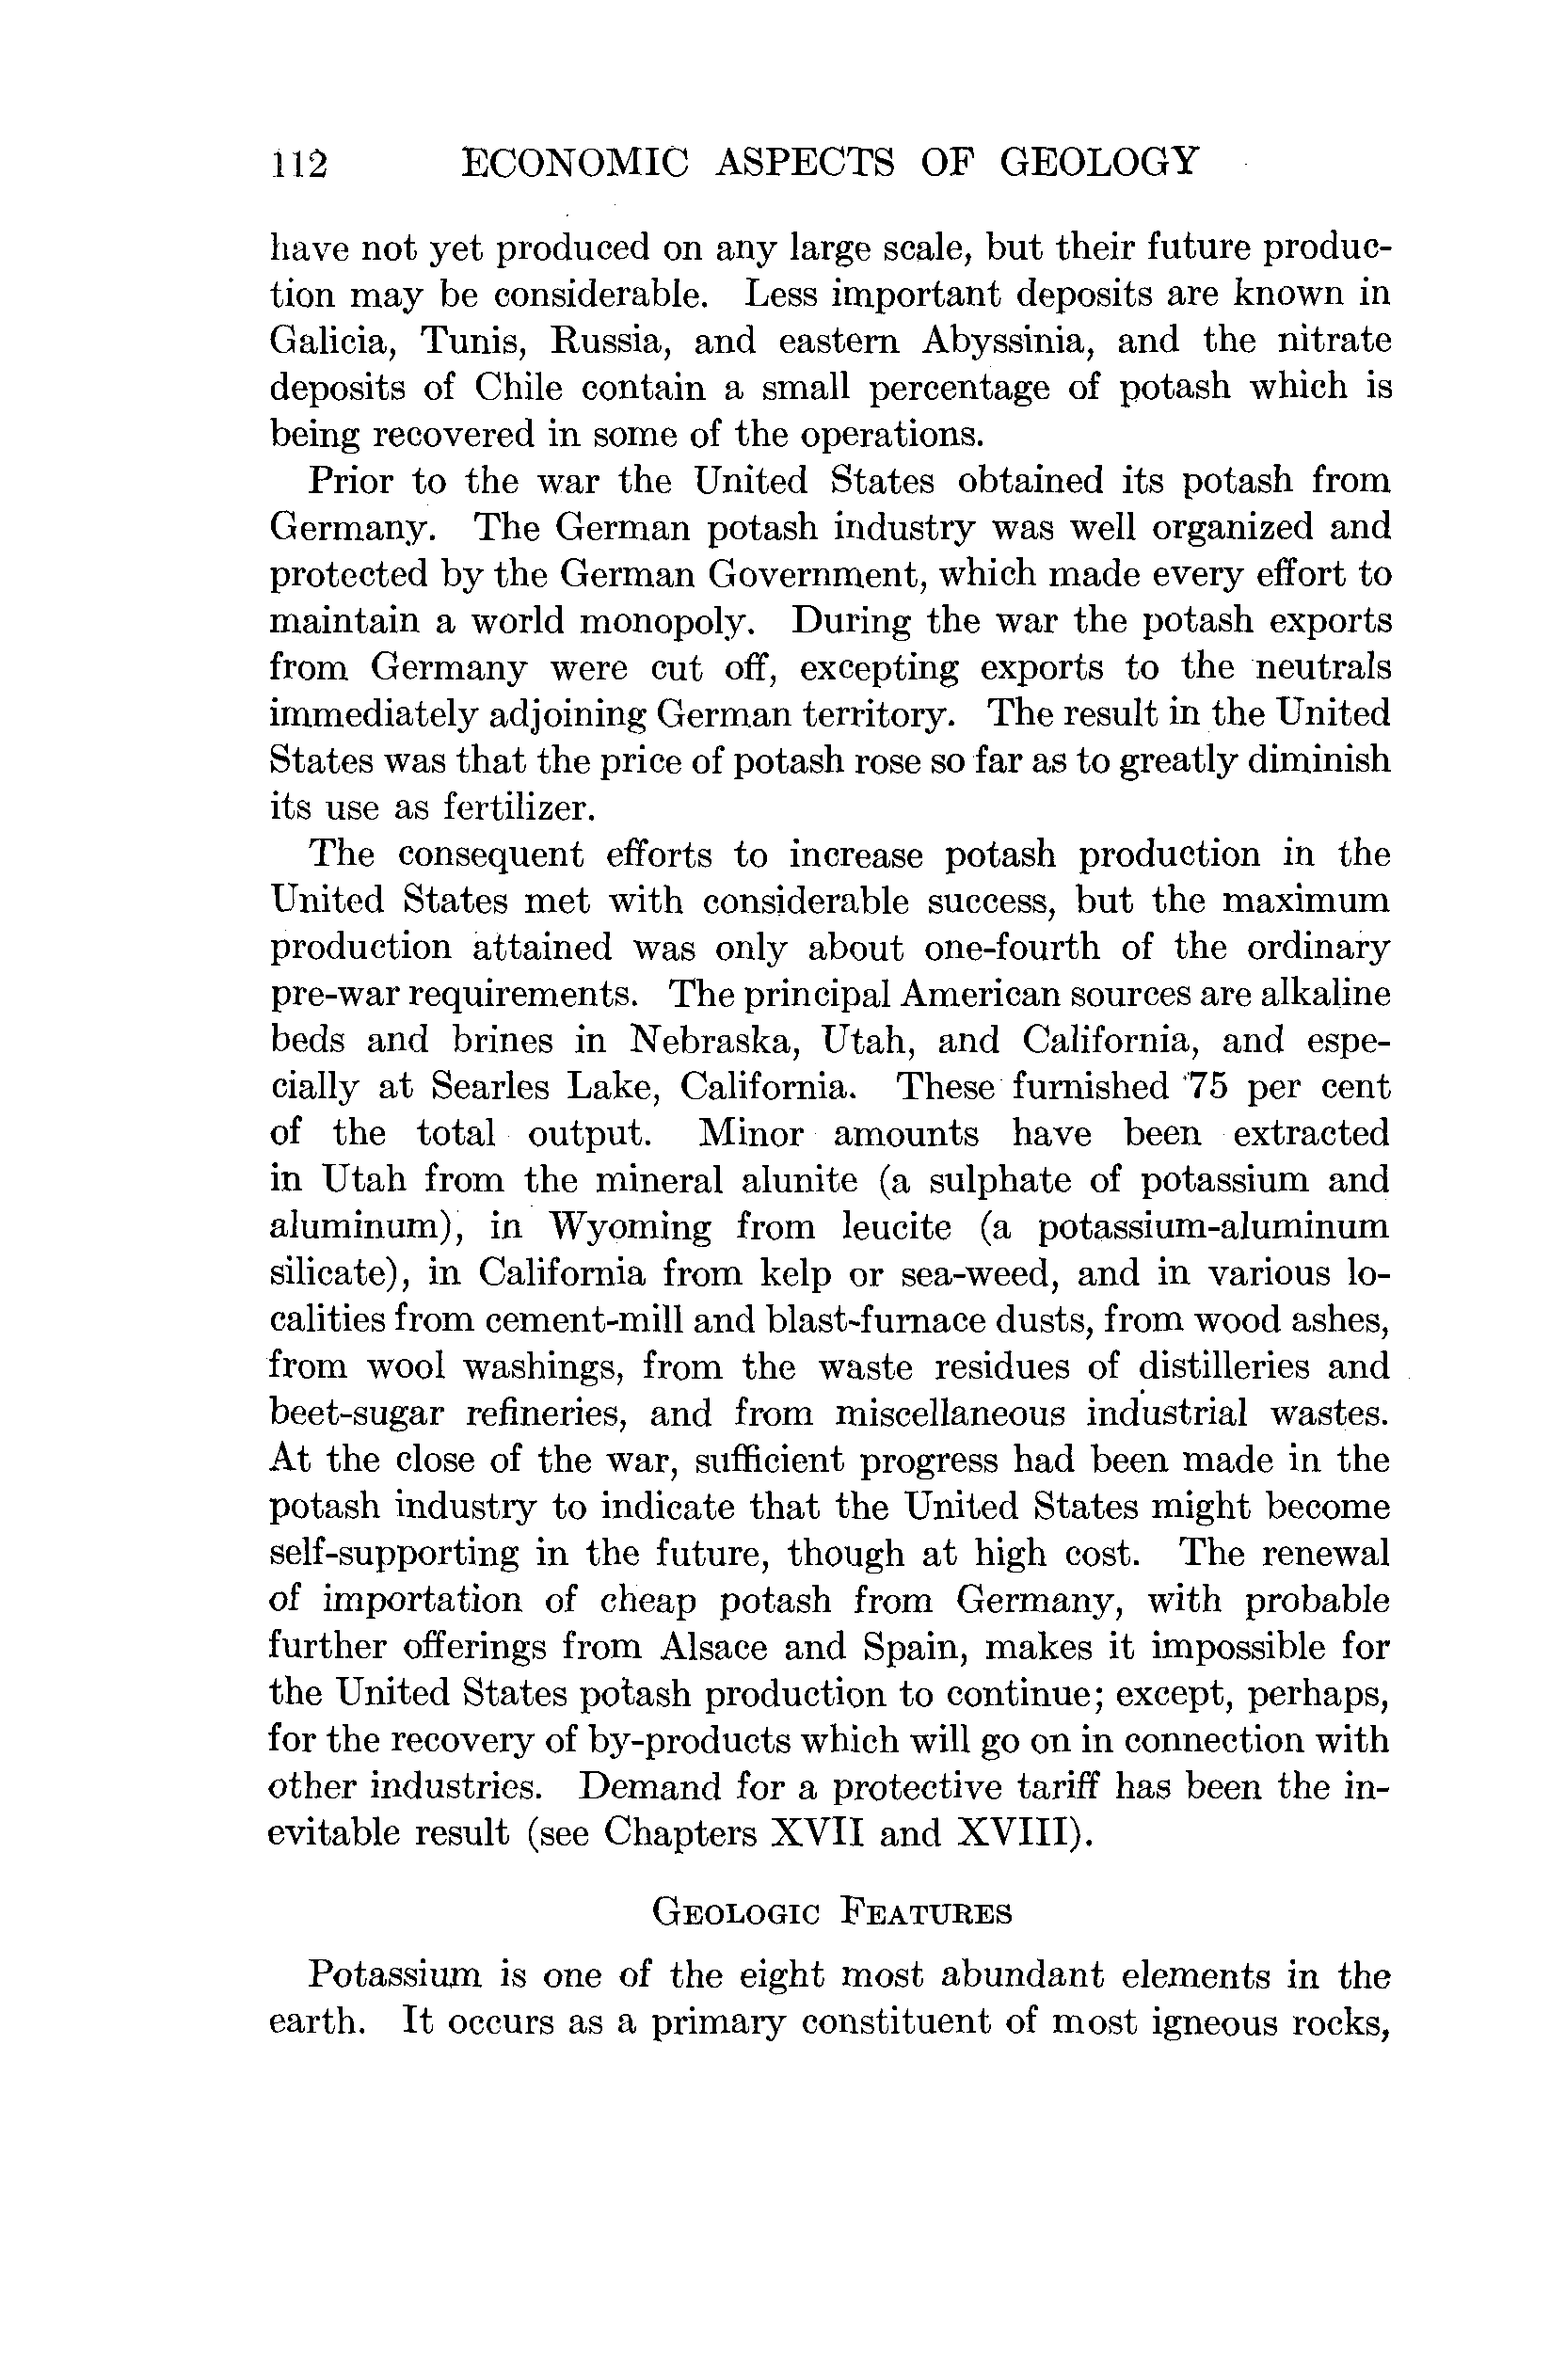 112 ECONOMIC ASPECTS OF GEOLOGY
have not yet produced on any large scale, but their future produc-
tion may be considerable. Less important deposits are known in
Galicia, Tunis, Russia, and eastern Abyssinia, and the nitrate
deposits of Chile contain a small percentage of potash which is
being recovered in some of the operations.
Prior to the war the United States obtained its potash from
Germany. The German potash industry was well organized and
protected by the German Government, which made every effort to
maintain a world monopoly. During the war the potash exports
from Germany were cut off, excepting exports to the neutrals
immediately adjoining German territory. The result in the United
States was that the price of potash rose so far as to greatly diminish
its use as fertilizer.
The consequent efforts to increase potash production in the
United States met with considerable success, but the maximum
production attained was only about one-fourth of the ordinary
pre-war requirements. The principal American sources are alkaline
beds and brines in Nebraska, Utah, and California, and espe-
cially at Searles Lake, California. These furnished 75 per cent
of the total output. Minor amounts have been extracted
in Utah from the mineral alunite (a sulphate of potassium and
aluminum), in Wyoming from leucite (a potassium-aluminum
silicate), in California from kelp or sea-weed, and in various lo-
calities from cement-mill and blast-furnace dusts, from wood ashes,
from wool washings, from the waste residues of distilleries and
beet-sugar refineries, and from miscellaneous industrial wastes.
At the close of the war, sufficient progress had been made in the
potash industry to indicate that the United States might become
self-supporting in the future, though at high cost. The renewal
of importation of cheap potash from Germany, with probable
further offerings from Alsace and Spain, makes it impossible for
the United States potash production to continue; except, perhaps,
for the recovery of by-products which will go on in connection with
other industries. Demand for a protective tariff has been the in-
evitable result (see Chapters XVII and XVIII).
GEOLOGIC FEATURES
Potassium is one of the eight most abundant elements in the
earth. It occurs as a primary constituent of most igneous rocks,